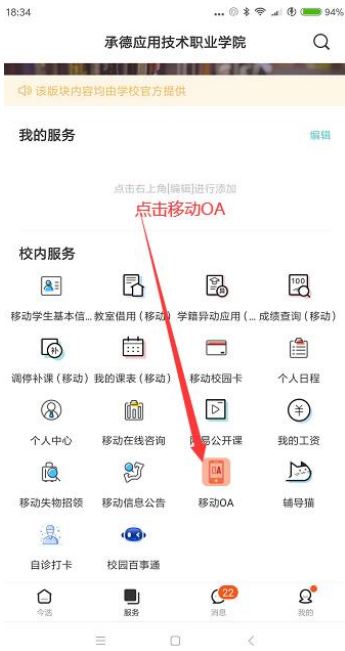 18:34 ... 94%
承德应用技术职业学院
该版块内容均由学校官方提供
我的服务 编辑
点击右上角[编辑]进行添加
点击移动OA
校内服务
100
移动学生基本信... 教室借用(移动) 学籍异动应用(... 成绩查询(移动)
补
调停补课(移动) 我的课表(移动) 移动校园卡 个人日程
¥
个人中心 移动在线咨询 易公开课 我的工资
OA
移动失物招领 移动信息公告 移动OA 辅导猫
自诊打卡 校园百事通
22
今选 服务 消息 我的